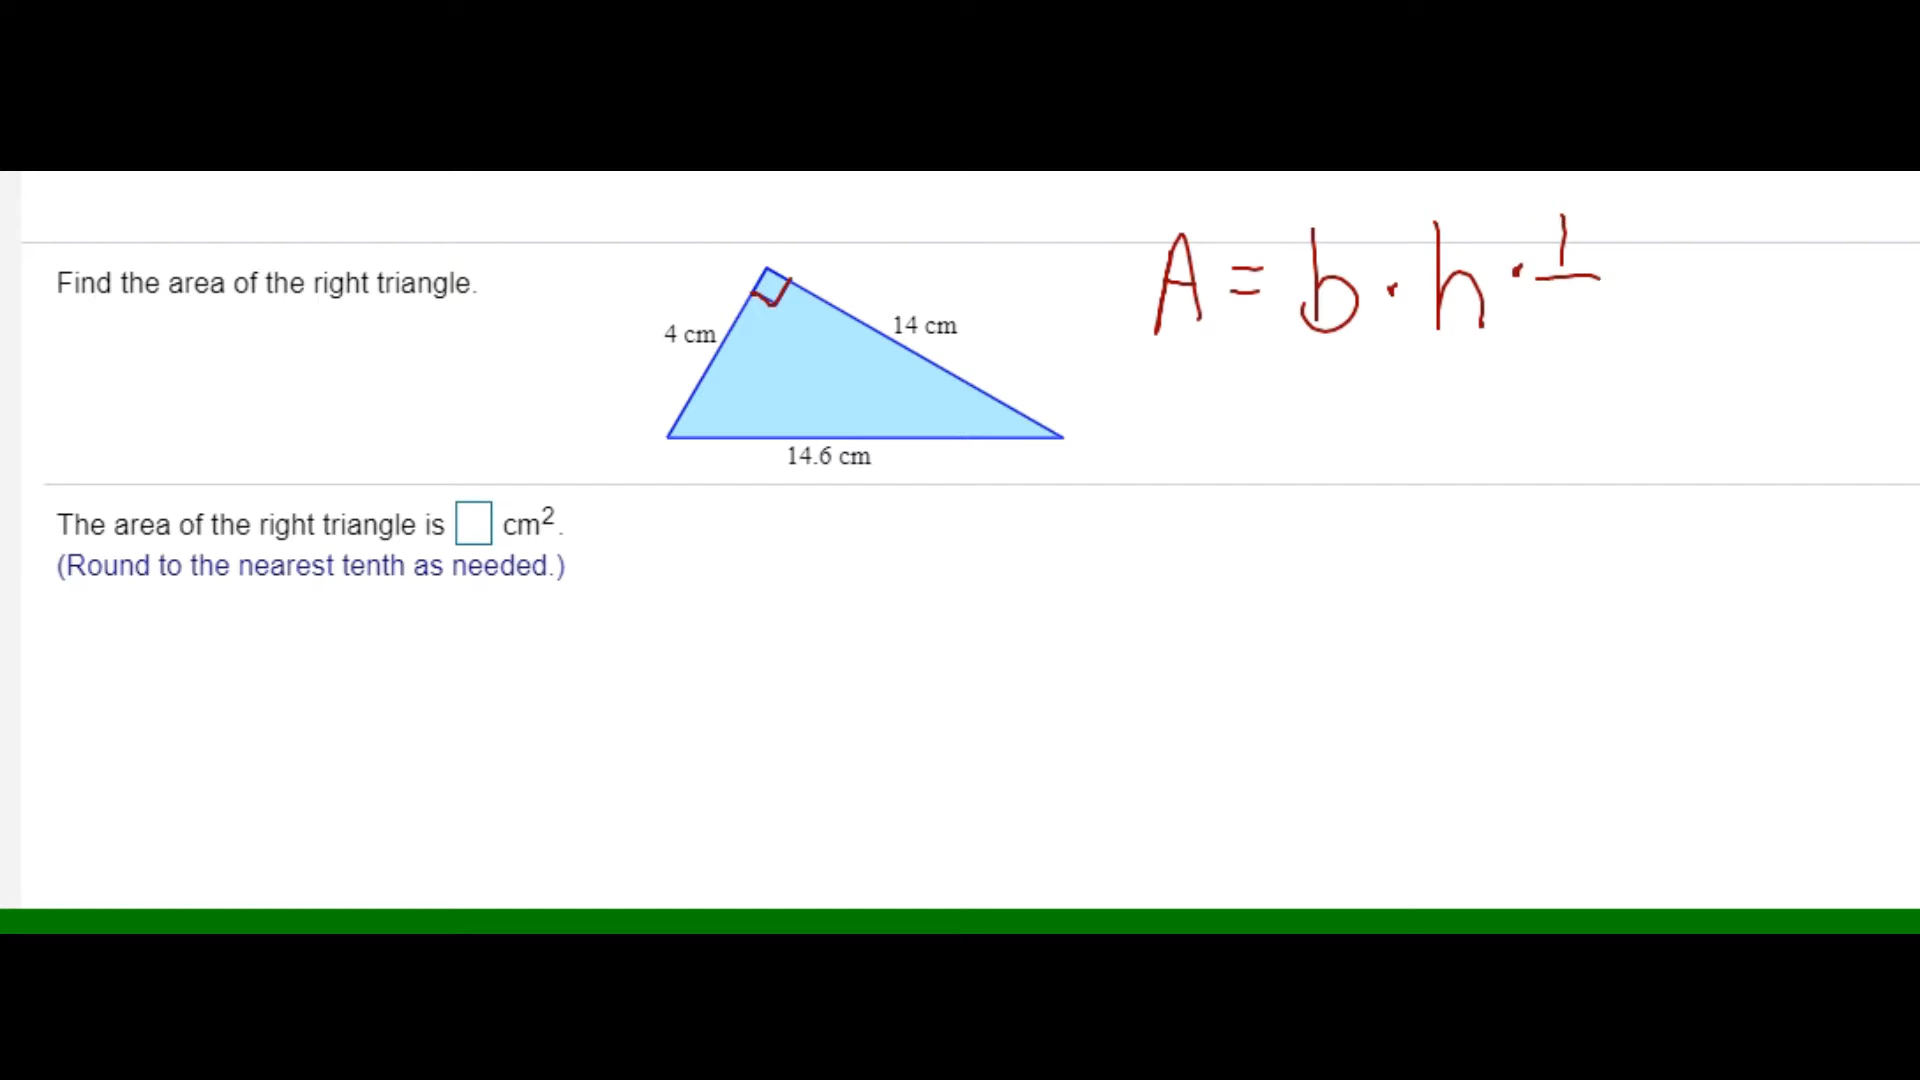 Find the area of the right triangle.
A = b · h · 1
4 cm
14 cm
14.6 cm
The area of the right triangle is cm².
(Round to the nearest tenth as needed.)